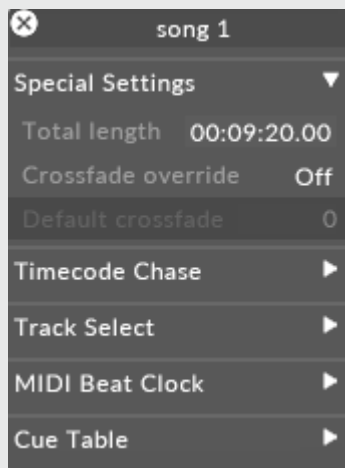 song 1
Special Settings
Total length 00:09:20.00
Crossfade override Off
Default crossfade 0
Timecode Chase
Track Select
MIDI Beat Clock
Cue Table